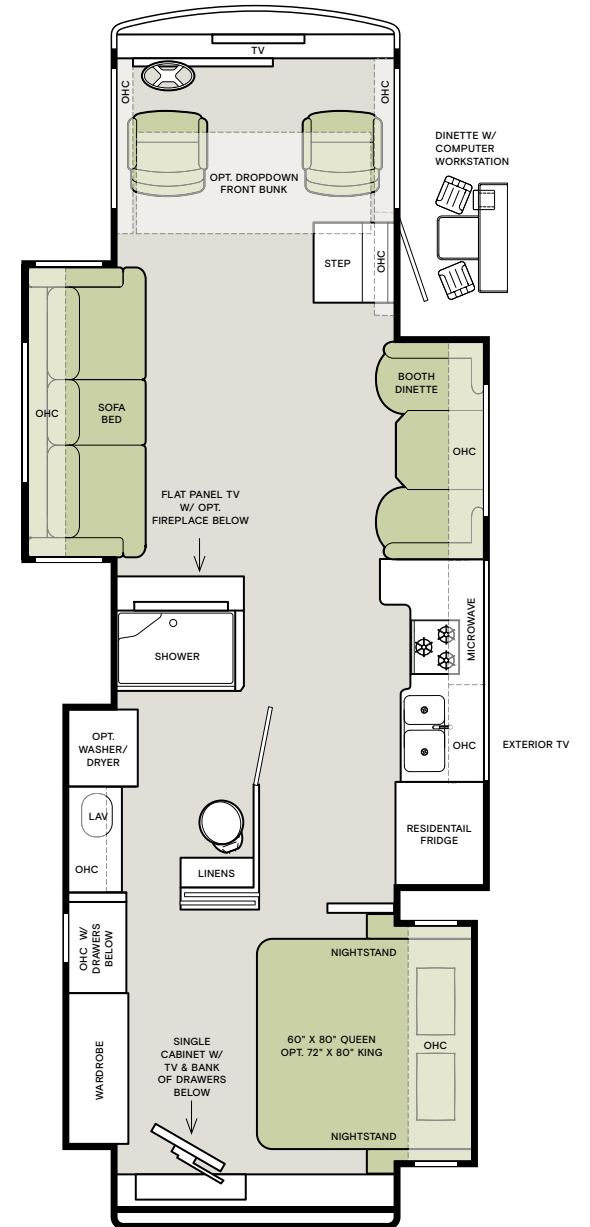 TV
OHC
OHC
OPT. DROPDOWN
FRONT BUNK
DINETTE W/
COMPUTER
WORKSTATION
STEP
OHC
BOOTH
DINETTE
OHC
SOFA
BED
OHC
FLAT PANEL TV
W/ OPT.
FIREPLACE BELOW
MICROWAVE
SHOWER
OPT.
WASHER/
DRYER
OHC
EXTERIOR TV
LAV
OHC
RESIDENTAIL
FRIDGE
LINENS
OHC W/
DRAWERS
BELOW
NIGHTSTAND
60" X 80" QUEEN
OPT. 72" X 80" KING
OHC
WARDROBE
SINGLE
CABINET W/
TV & BANK
OF DRAWERS
BELOW
NIGHTSTAND